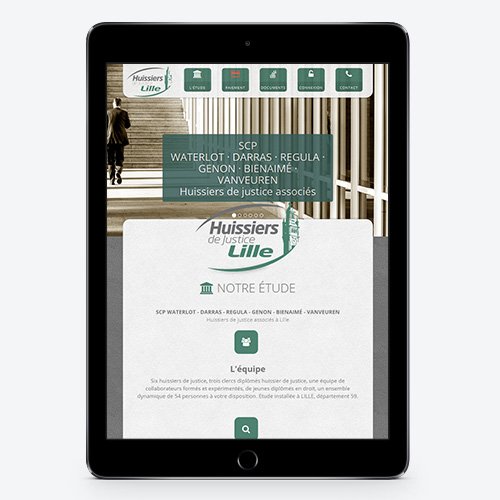 Huissiers
de justice
Lille
L'ÉTUDE
PAIEMENT
DOCUMENTS
CONNEXION
CONTACT
SCP
WATERLOT · DARRAS · REGULA ·
GENON · BIENAIMÉ ·
VANVEUREN
Huissiers de justice associés
Huissiers
de Justice
Lille
NOTRE ÉTUDE
SCP WATERLOT - DARRAS - REGULA - GENON - BIENAIMÉ - VANVEUREN
Huissiers de justice associés à Lille
L'équipe
Six huissiers de justice, trois clercs diplômés huissier de justice, une équipe de
collaborateurs formés et expérimentés, de jeunes diplômés en droit, un ensemble
dynamique de 54 personnes à votre disposition. Etude installée à LILLE, département 59.